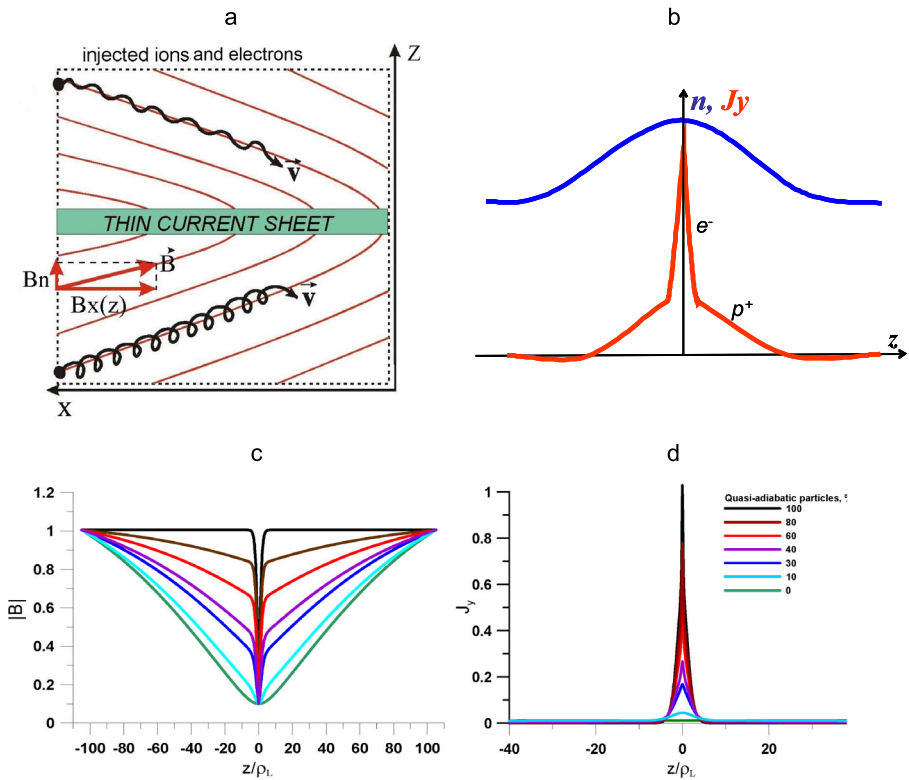 a
injected ions and electrons
Z
v
THIN CURRENT SHEET
Bn
B
Bx(z)
v
X
b
n, Jy
e-
p+
z
c
|B|
1.2
1
0.8
0.6
0.4
0.2
0
-100 -80 -60 -40 -20 0 20 40 60 80 100
z/ρL
d
Jy
1
0.8
0.6
0.4
0.2
0
-40 -20 0 20
z/ρL
Quasi-adiabatic particles,
100
80
60
40
30
10
0